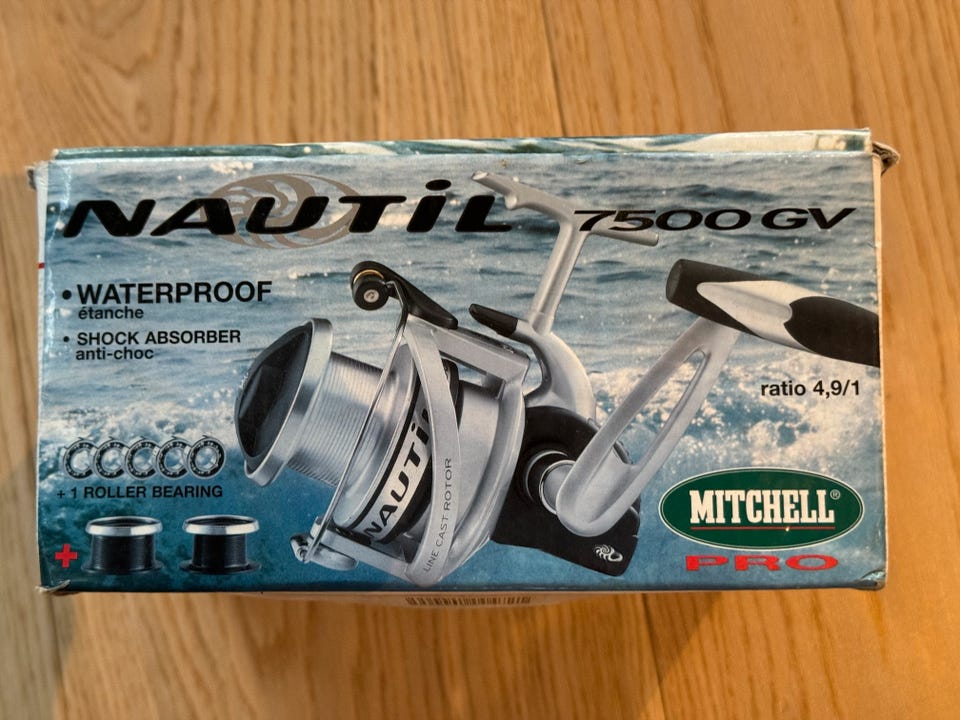 NAUTiL 7500 GV
• WATERPROOF
étanche
• SHOCK ABSORBER
anti-choc
ratio 4,9/1
+ 1 ROLLER BEARING
NAUTiL
LINE CAST ROTOR
MITCHELL®
PRO
+